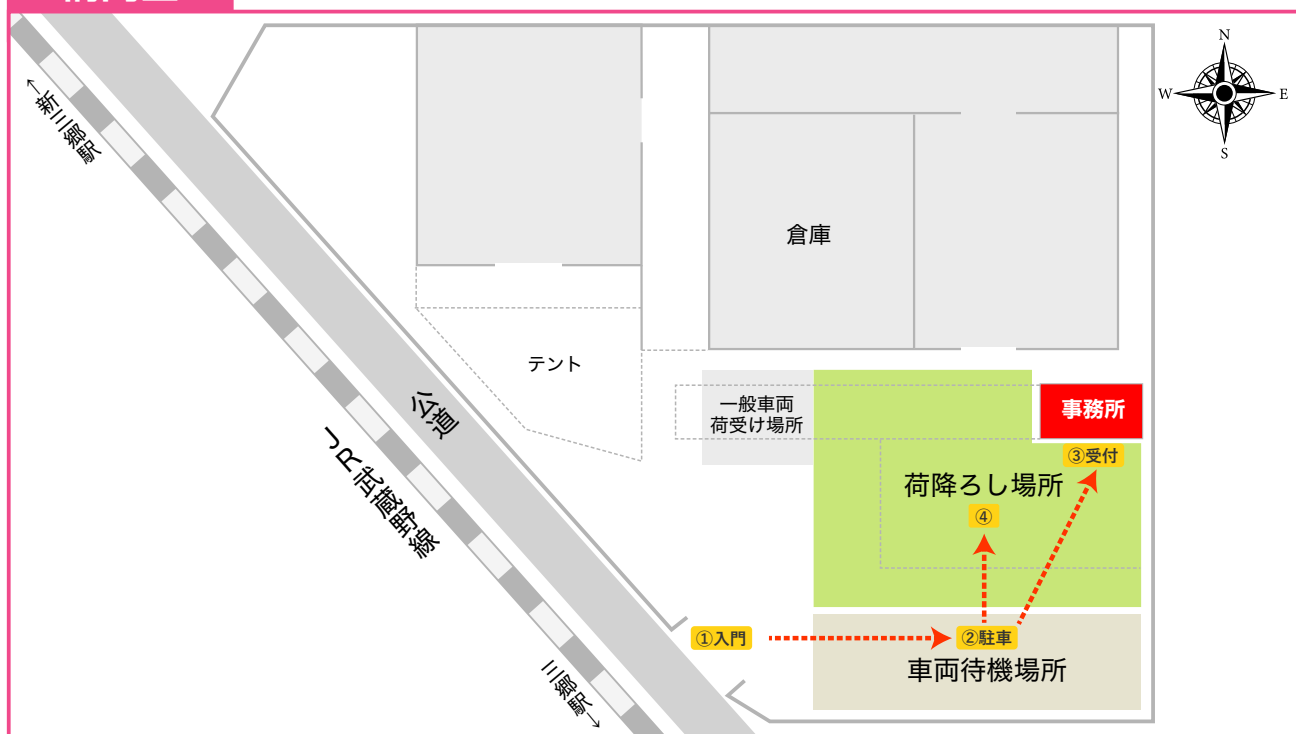 N
W
E
S
←新三郷駅
倉庫
テント
公道
JR武蔵野線
一般車両
荷受け場所
事務所
③受付
荷降ろし場所
④
①入門
②駐車
車両待機場所
三郷駅→